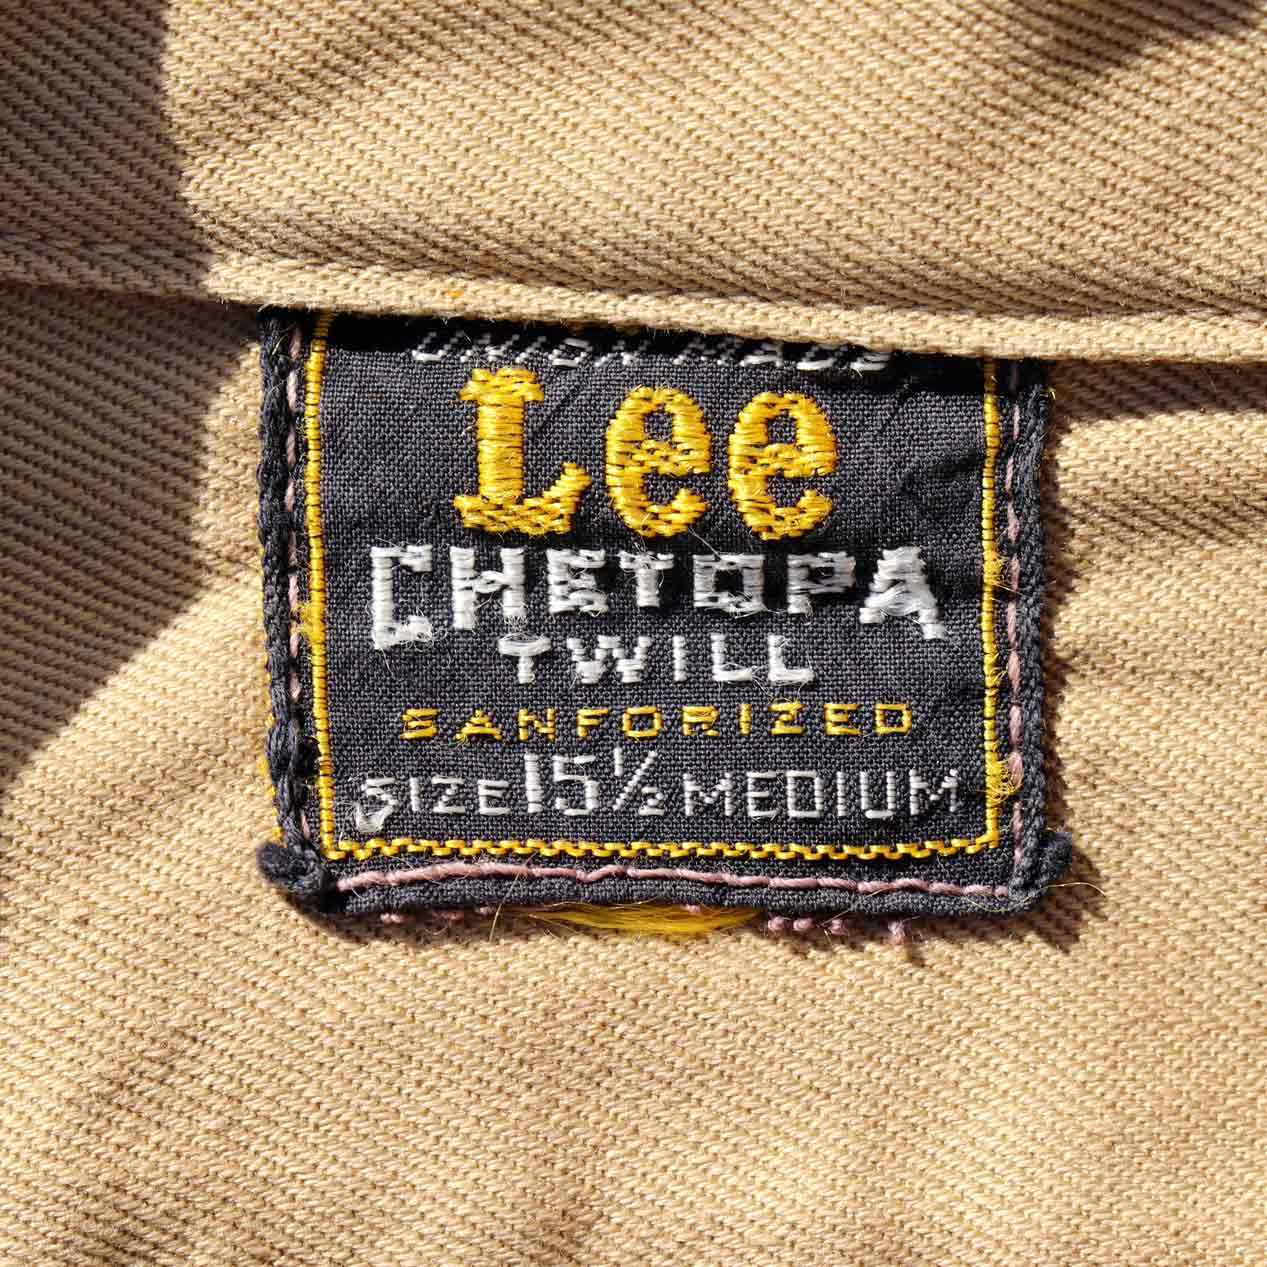 UNION MADE
Lee
CHETOPA
TWILL
SANFORIZED
SIZE 15½ MEDIUM